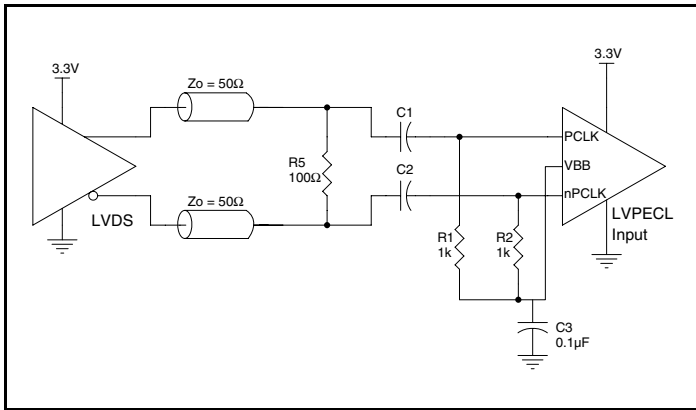 3.3V
3.3V
Zo = 50Ω
C1
PCLK
R5
100Ω
VBB
C2
Zo = 50Ω
nPCLK
LVDS
LVPECL
Input
R1
1k
R2
1k
C3
0.1µF